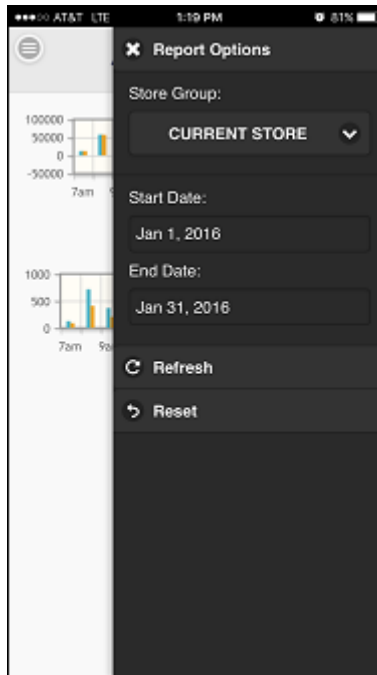 AT&T LTE 1:19 PM 81%
Report Options
Store Group:
CURRENT STORE
Start Date:
Jan 1, 2016
End Date:
Jan 31, 2016
Refresh
Reset
100000
50000
0
-50000
7am
1000
500
0
7am 9a